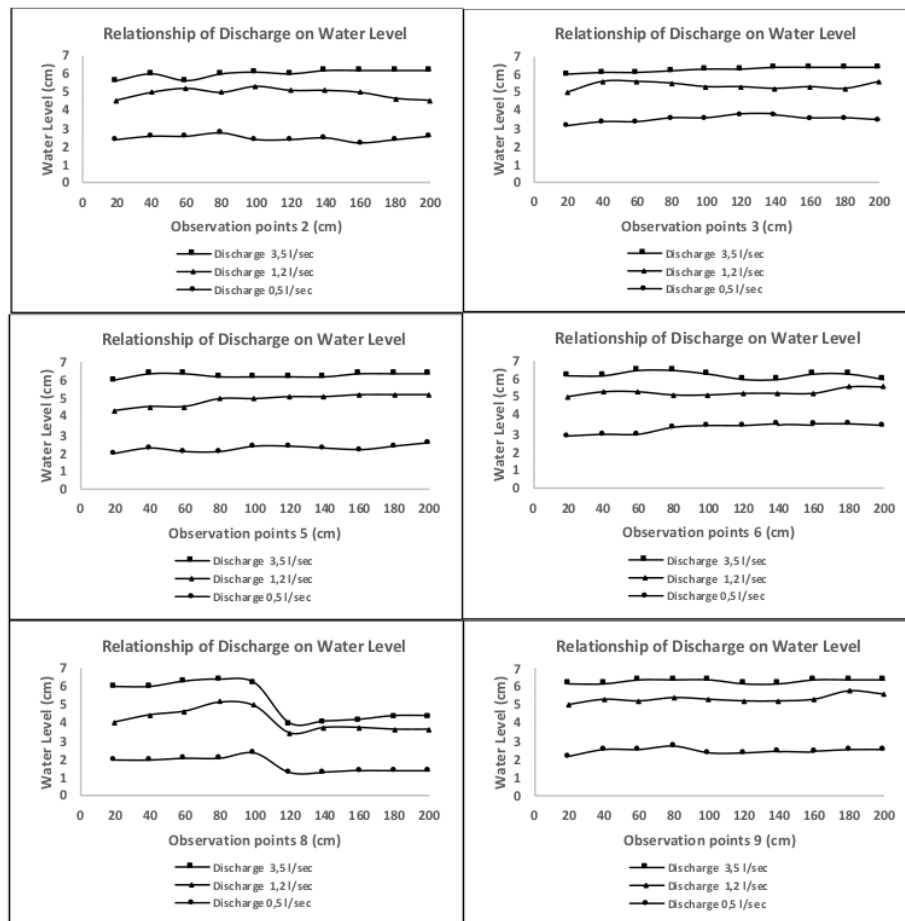 Relationship of Discharge on Water Level
Water Level (cm)
7
6
5
4
3
2
1
0
0 20 40 60 80 100 120 140 160 180 200
Observation points 2 (cm)
Discharge 3,5 l/sec
Discharge 1,2 l/sec
Discharge 0,5 l/sec
Relationship of Discharge on Water Level
Water Level (cm)
7
6
5
4
3
2
1
0
0 20 40 60 80 100 120 140 160 180 200
Observation points 3 (cm)
Discharge 3,5 l/sec
Discharge 1,2 l/sec
Discharge 0,5 l/sec
Relationship of Discharge on Water Level
Water Level (cm)
7
6
5
4
3
2
1
0
0 20 40 60 80 100 120 140 160 180 200
Observation points 5 (cm)
Discharge 3,5 l/sec
Discharge 1,2 l/sec
Discharge 0,5 l/sec
Relationship of Discharge on Water Level
Water Level (cm)
7
6
5
4
3
2
1
0
0 20 40 60 80 100 120 140 160 180 200
Observation points 6 (cm)
Discharge 3,5 l/sec
Discharge 1,2 l/sec
Discharge 0,5 l/sec
Relationship of Discharge on Water Level
Water Level (cm)
7
6
5
4
3
2
1
0
0 20 40 60 80 100 120 140 160 180 200
Observation points 8 (cm)
Discharge 3,5 l/sec
Discharge 1,2 l/sec
Discharge 0,5 l/sec
Relationship of Discharge on Water Level
Water Level (cm)
7
6
5
4
3
2
1
0
0 20 40 60 80 100 120 140 160 180 200
Observation points 9 (cm)
Discharge 3,5 l/sec
Discharge 1,2 l/sec
Discharge 0,5 l/sec